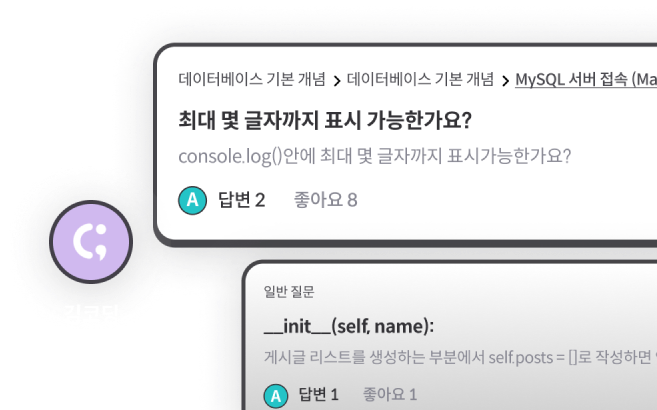 데이터베이스 기본 개념 > 데이터베이스 기본 개념 > MySQL 서버 접속 (Ma
최대 몇 글자까지 표시 가능한가요?
console.log()안에 최대 몇 글자까지 표시가능한가요?
A 답변 2 좋아요 8
일반 질문
__init__(self, name):
게시글 리스트를 생성하는 부분에서 self.posts = []로 작성하면
A 답변 1 좋아요 1